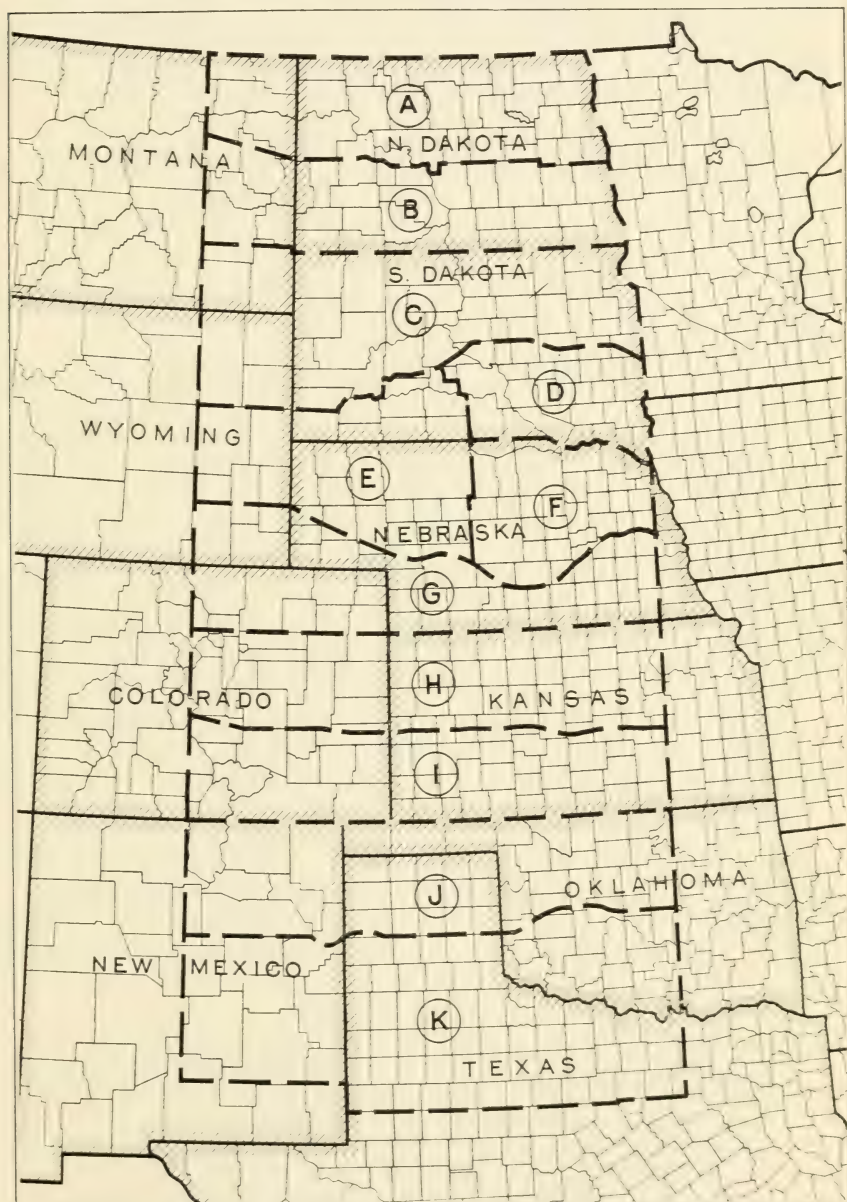 A
N. DAKOTA
MONTANA
B
S. DAKOTA
C
D
WYOMING
E
F
NEBRASKA
G
H
COLORADO
KANSAS
I
J
OKLAHOMA
NEW MEXICO
K
TEXAS